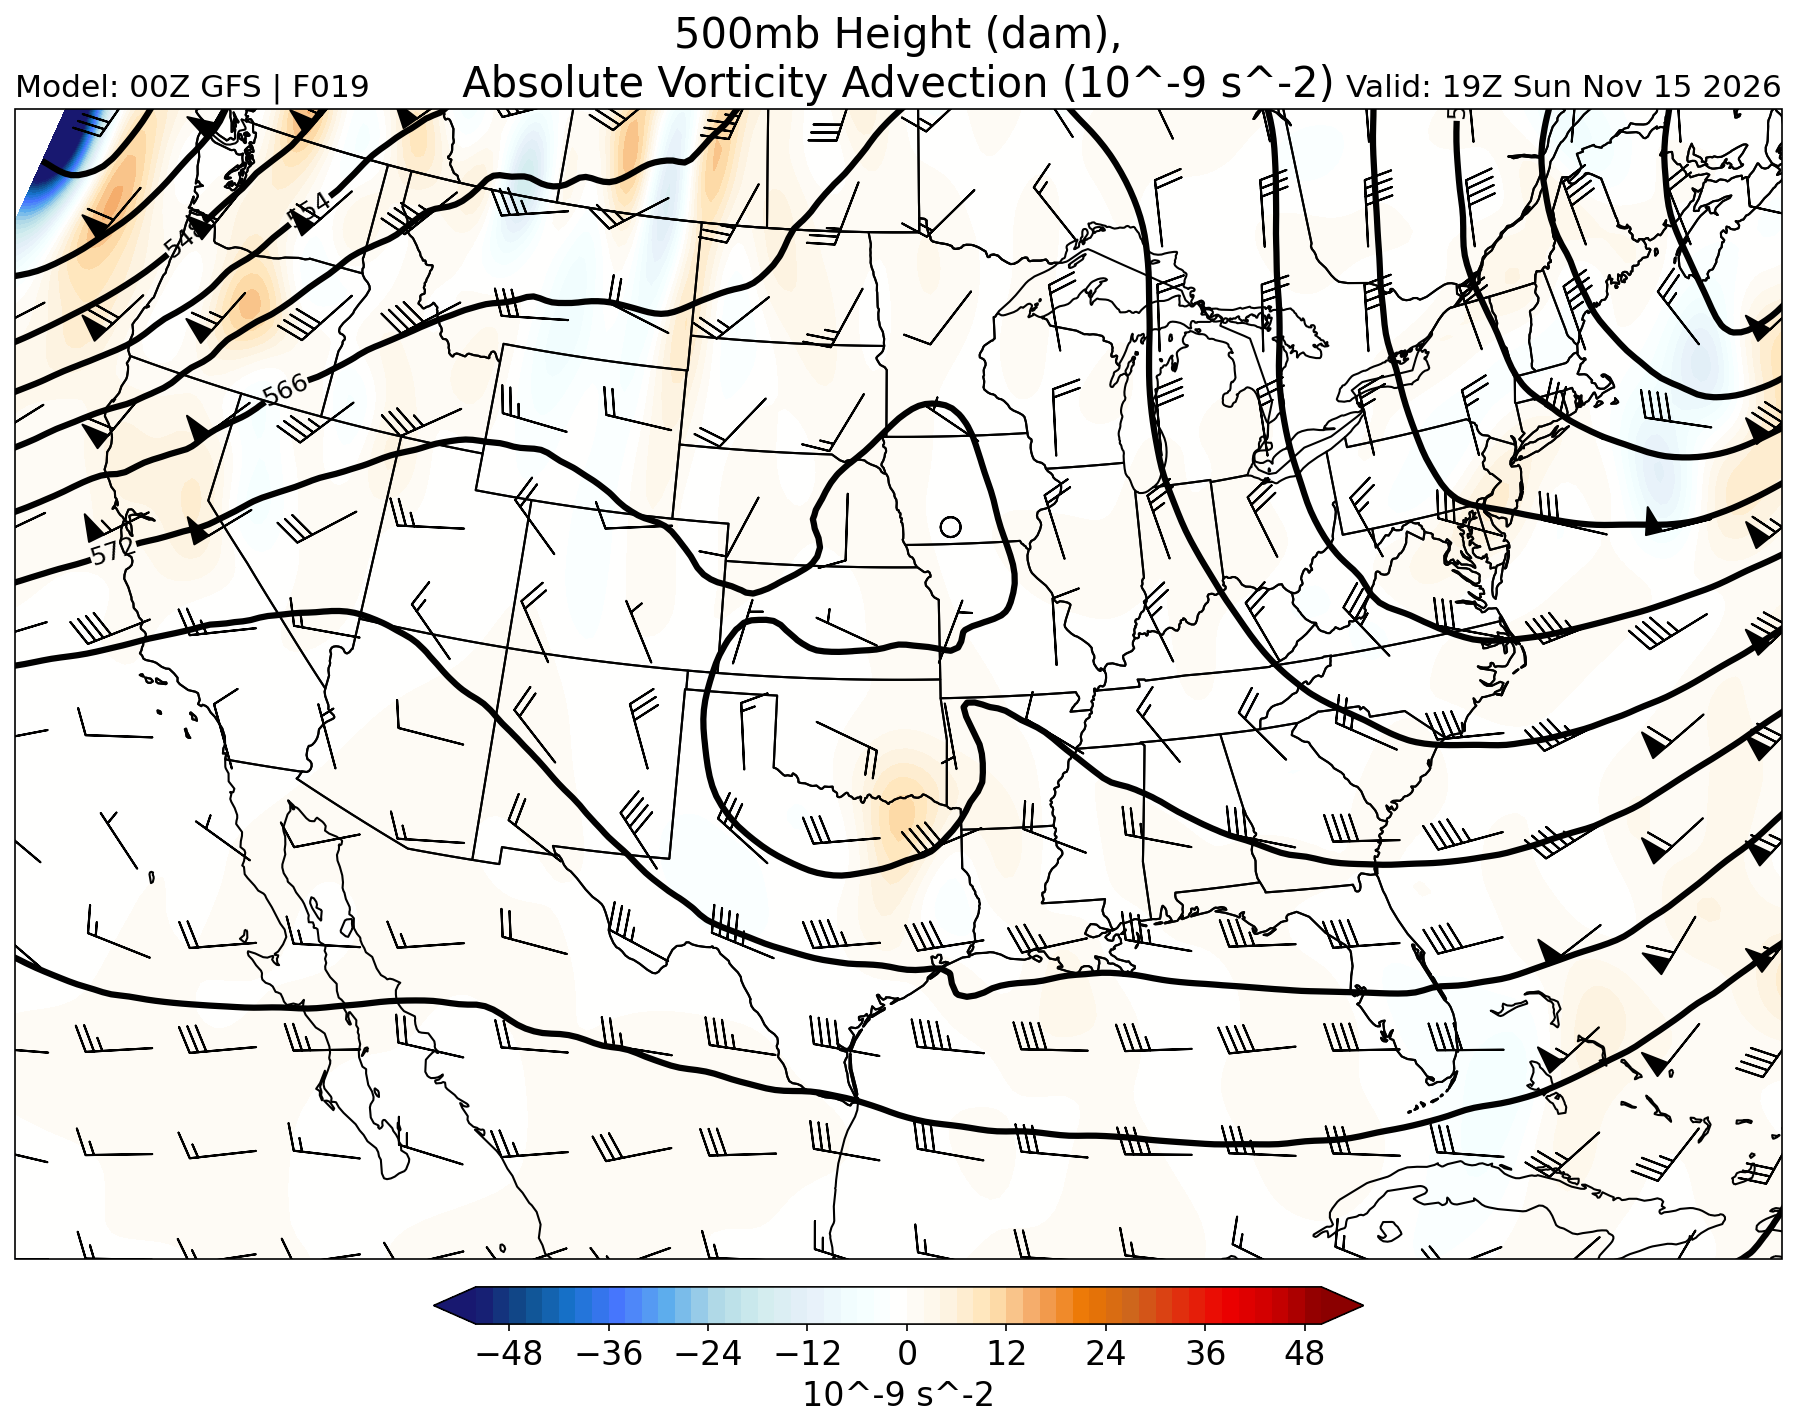 500mb Height (dam),
Model: 00Z GFS | F019
Absolute Vorticity Advection (10^-9 s^-2)
Valid: 19Z Sun Nov 15 2026
554
566
572
−48 −36 −24 −12 0 12 24 36 48
10^-9 s^-2